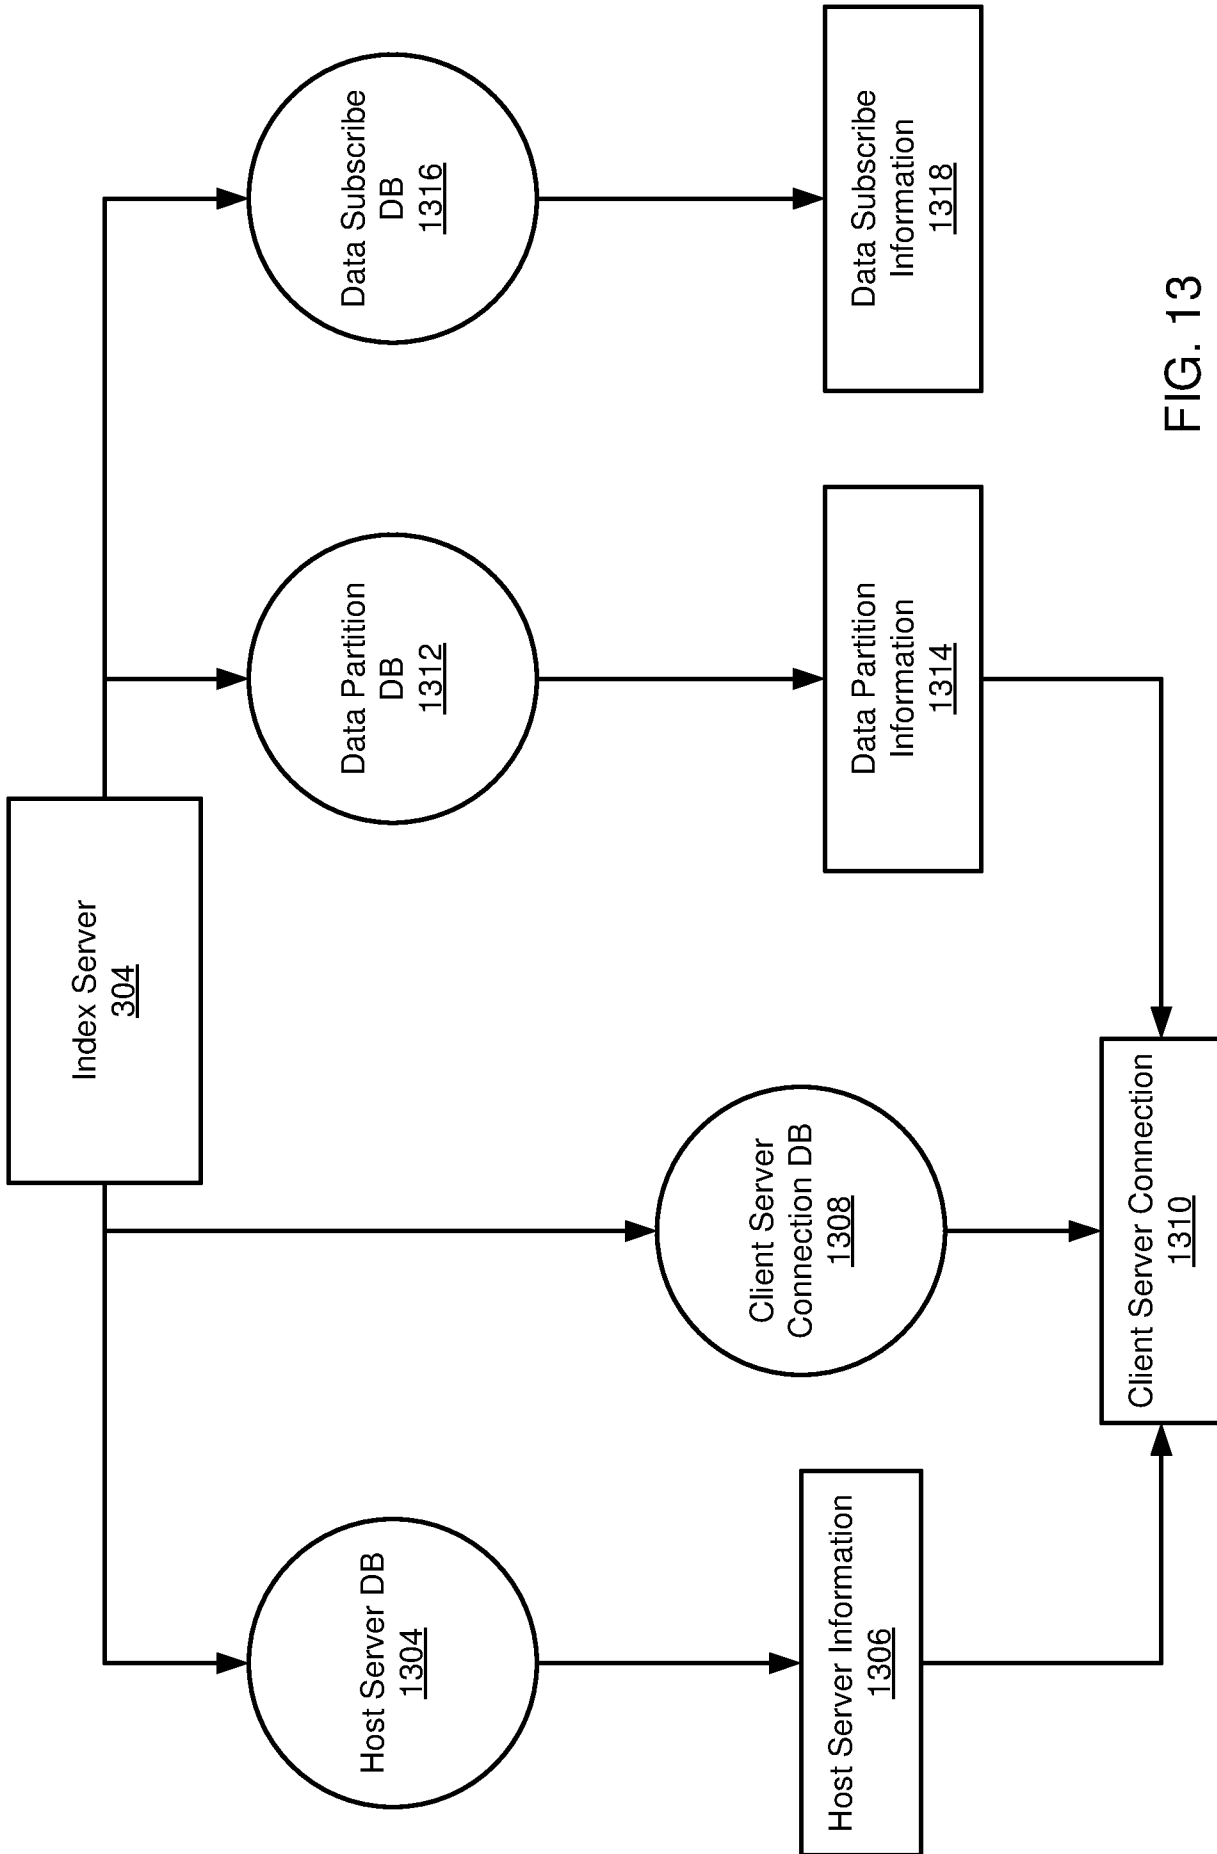 Index Server
304
Host Server DB
1304
Client Server
Connection DB
1308
Data Partition
DB
1312
Data Subscribe
DB
1316
Host Server Information
1306
Client Server Connection
1310
Data Partition
Information
1314
Data Subscribe
Information
1318
FIG. 13